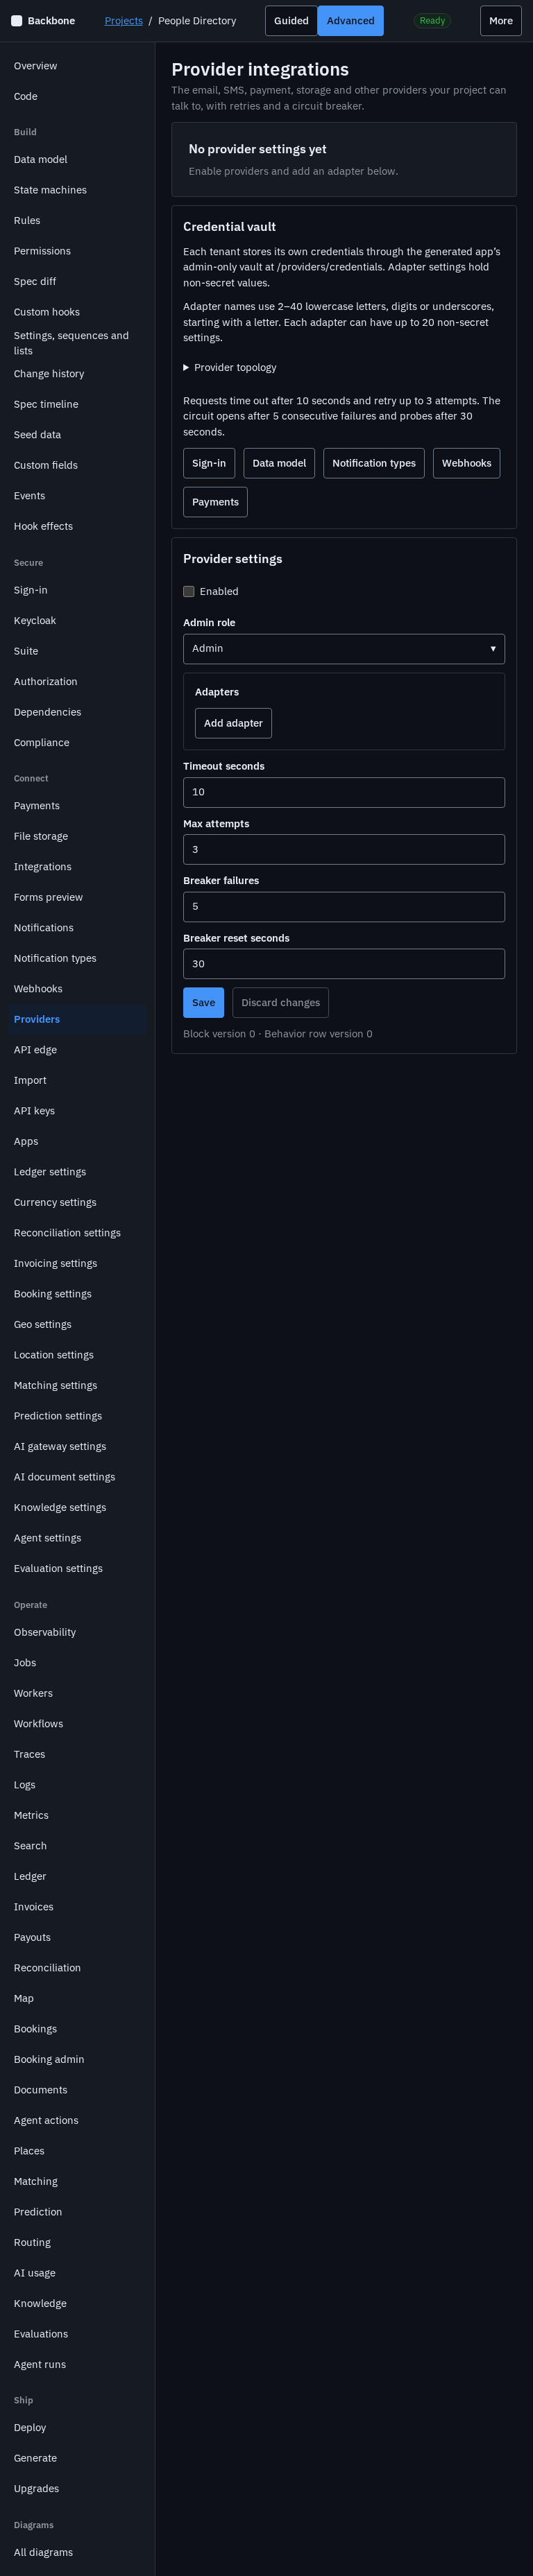 Backbone
Projects / People Directory
Guided
Advanced
Ready
More
Overview
Code
Build
Data model
State machines
Rules
Permissions
Spec diff
Custom hooks
Settings, sequences and
lists
Change history
Spec timeline
Seed data
Custom fields
Events
Hook effects
Secure
Sign-in
Keycloak
Suite
Authorization
Dependencies
Compliance
Connect
Payments
File storage
Integrations
Forms preview
Notifications
Notification types
Webhooks
Providers
API edge
Import
API keys
Apps
Ledger settings
Currency settings
Reconciliation settings
Invoicing settings
Booking settings
Geo settings
Location settings
Matching settings
Prediction settings
AI gateway settings
AI document settings
Knowledge settings
Agent settings
Evaluation settings
Operate
Observability
Jobs
Workers
Workflows
Traces
Logs
Metrics
Search
Ledger
Invoices
Payouts
Reconciliation
Map
Bookings
Booking admin
Documents
Agent actions
Places
Matching
Prediction
Routing
AI usage
Knowledge
Evaluations
Agent runs
Ship
Deploy
Generate
Upgrades
Diagrams
All diagrams
Provider integrations
The email, SMS, payment, storage and other providers your project can
talk to, with retries and a circuit breaker.
No provider settings yet
Enable providers and add an adapter below.
Credential vault
Each tenant stores its own credentials through the generated app’s
admin-only vault at /providers/credentials. Adapter settings hold
non-secret values.
Adapter names use 2–40 lowercase letters, digits or underscores,
starting with a letter. Each adapter can have up to 20 non-secret
settings.
Provider topology
Requests time out after 10 seconds and retry up to 3 attempts. The
circuit opens after 5 consecutive failures and probes after 30
seconds.
Sign-in
Data model
Notification types
Webhooks
Payments
Provider settings
Enabled
Admin role
Admin
Adapters
Add adapter
Timeout seconds
10
Max attempts
3
Breaker failures
5
Breaker reset seconds
30
Save
Discard changes
Block version 0 · Behavior row version 0